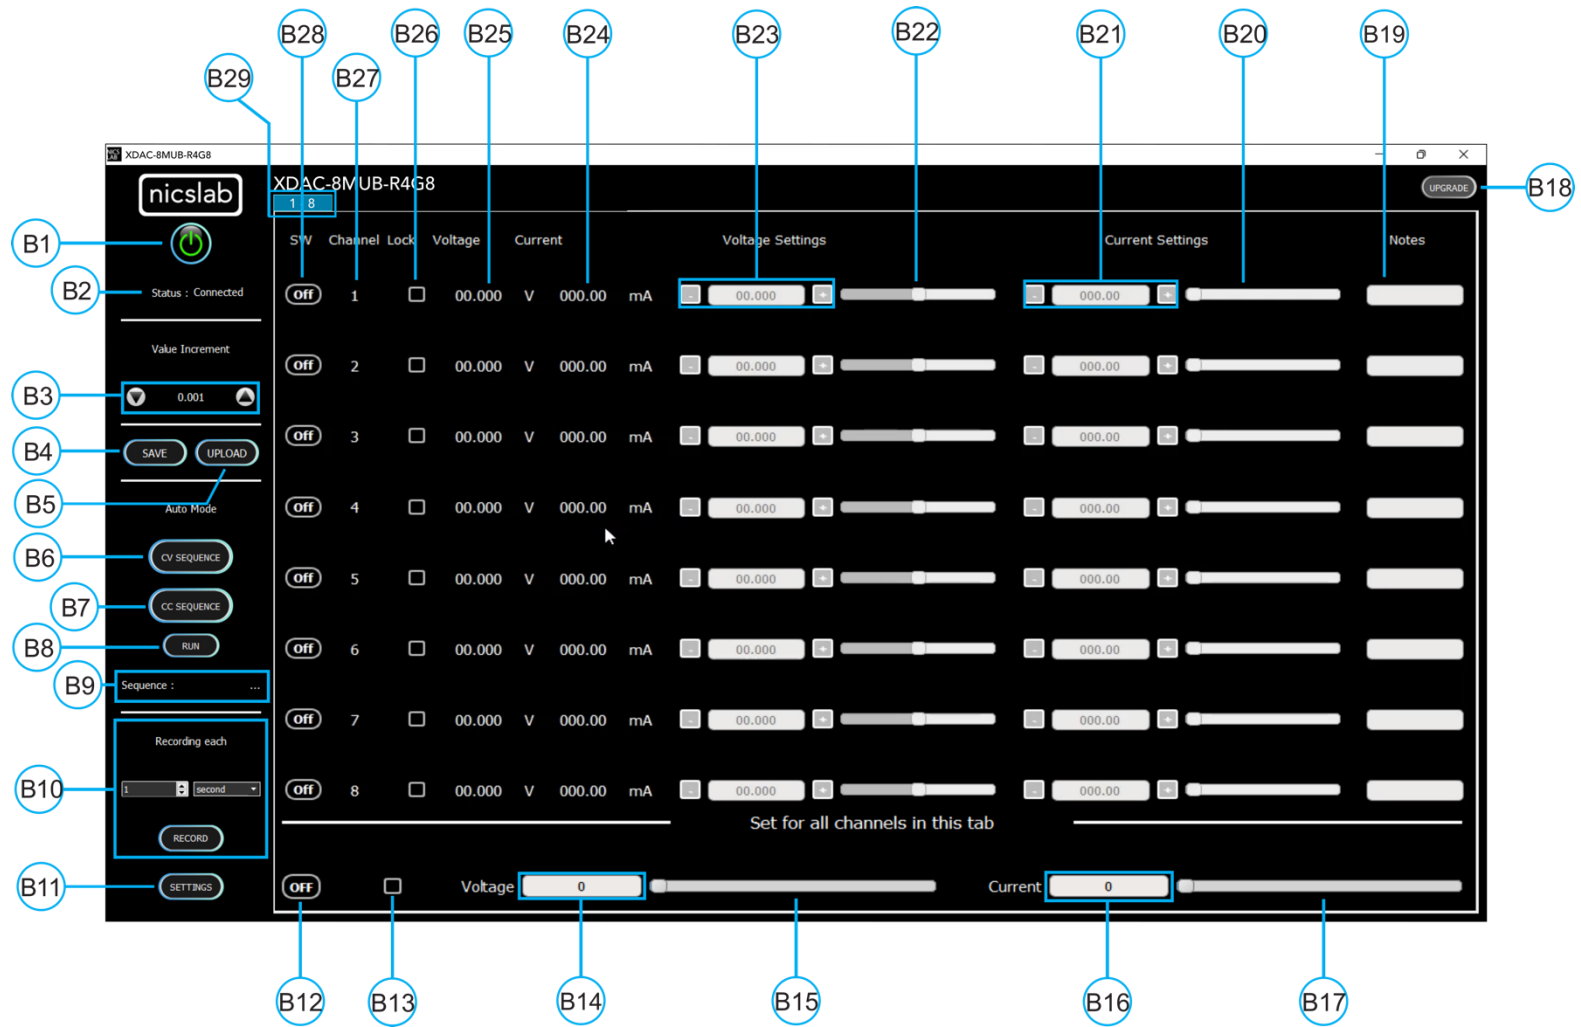 B28 B26 B25 B24 B23 B22 B21 B20 B19
B29 B27
NICS LAB XDAC-8MUB-R4G8
nicslab XDAC-8MUB-R4G8 UPGRADE B18
1 8
B1 SW Channel Lock Voltage Current Voltage Settings Current Settings Notes
B2 Status : Connected Off 1 00.000 V 000.00 mA - 00.000 + - 000.00 +
Value Increment Off 2 00.000 V 000.00 mA - 00.000 + - 000.00 +
B3 0.001
Off 3 00.000 V 000.00 mA - 00.000 + - 000.00 +
B4 SAVE UPLOAD
B5 Auto Mode Off 4 00.000 V 000.00 mA - 00.000 + - 000.00 +
B6 CV SEQUENCE
Off 5 00.000 V 000.00 mA - 00.000 + - 000.00 +
B7 CC SEQUENCE
B8 RUN Off 6 00.000 V 000.00 mA - 00.000 + - 000.00 +
B9 Sequence : ...
Off 7 00.000 V 000.00 mA - 00.000 + - 000.00 +
Recording each
B10 1 second Off 8 00.000 V 000.00 mA - 00.000 + - 000.00 +
Set for all channels in this tab
RECORD
B11 SETTINGS OFF Voltage 0 Current 0
B12 B13 B14 B15 B16 B17